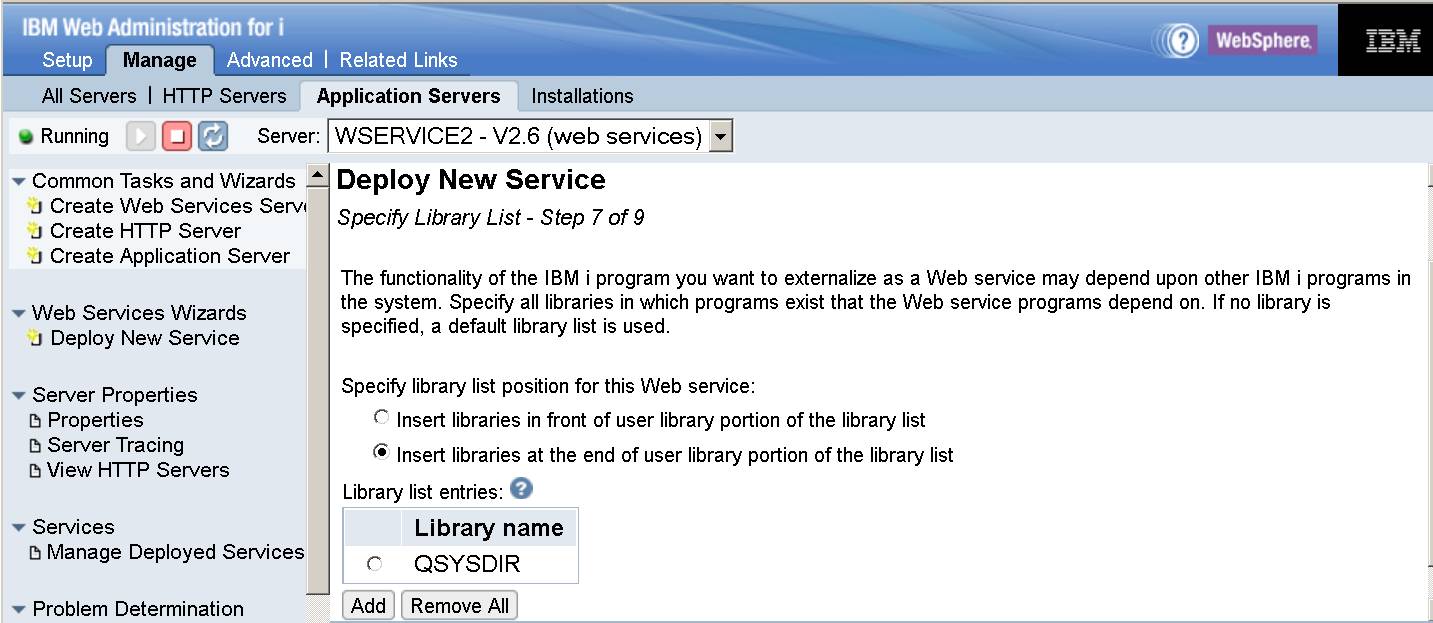 IBM Web Administration for i
WebSphere.
IBM
Setup Manage Advanced | Related Links
All Servers | HTTP Servers Application Servers Installations
Running Server: WSERVICE2 - V2.6 (web services)
Common Tasks and Wizards
Create Web Services Serve
Create HTTP Server
Create Application Server
Web Services Wizards
Deploy New Service
Server Properties
Properties
Server Tracing
View HTTP Servers
Services
Manage Deployed Services
Problem Determination
Deploy New Service
Specify Library List - Step 7 of 9
The functionality of the IBM i program you want to externalize as a Web service may depend upon other IBM i programs in
the system. Specify all libraries in which programs exist that the Web service programs depend on. If no library is
specified, a default library list is used.
Specify library list position for this Web service:
Insert libraries in front of user library portion of the library list
Insert libraries at the end of user library portion of the library list
Library list entries: ?
Library name
QSYSDIR
Add Remove All